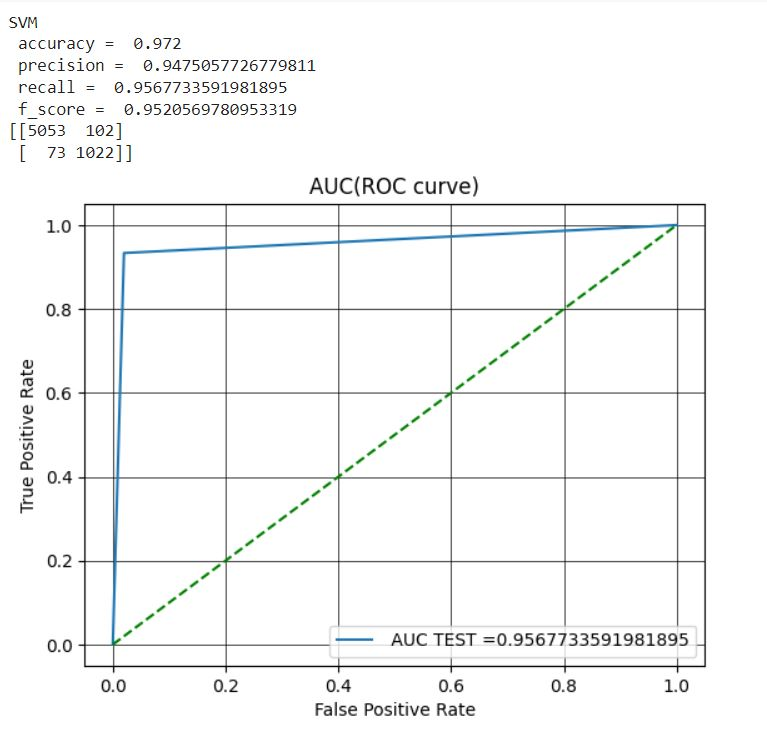 SVM
accuracy =  0.972
precision =  0.9475057726779811
recall =  0.9567733591981895
f_score =  0.9520569780953319
[[5053  102]
[  73 1022]]
AUC(ROC curve)
1.0
0.8
0.6
0.4
0.2
0.0
True Positive Rate
AUC TEST =0.9567733591981895
0.0 0.2 0.4 0.6 0.8 1.0
False Positive Rate